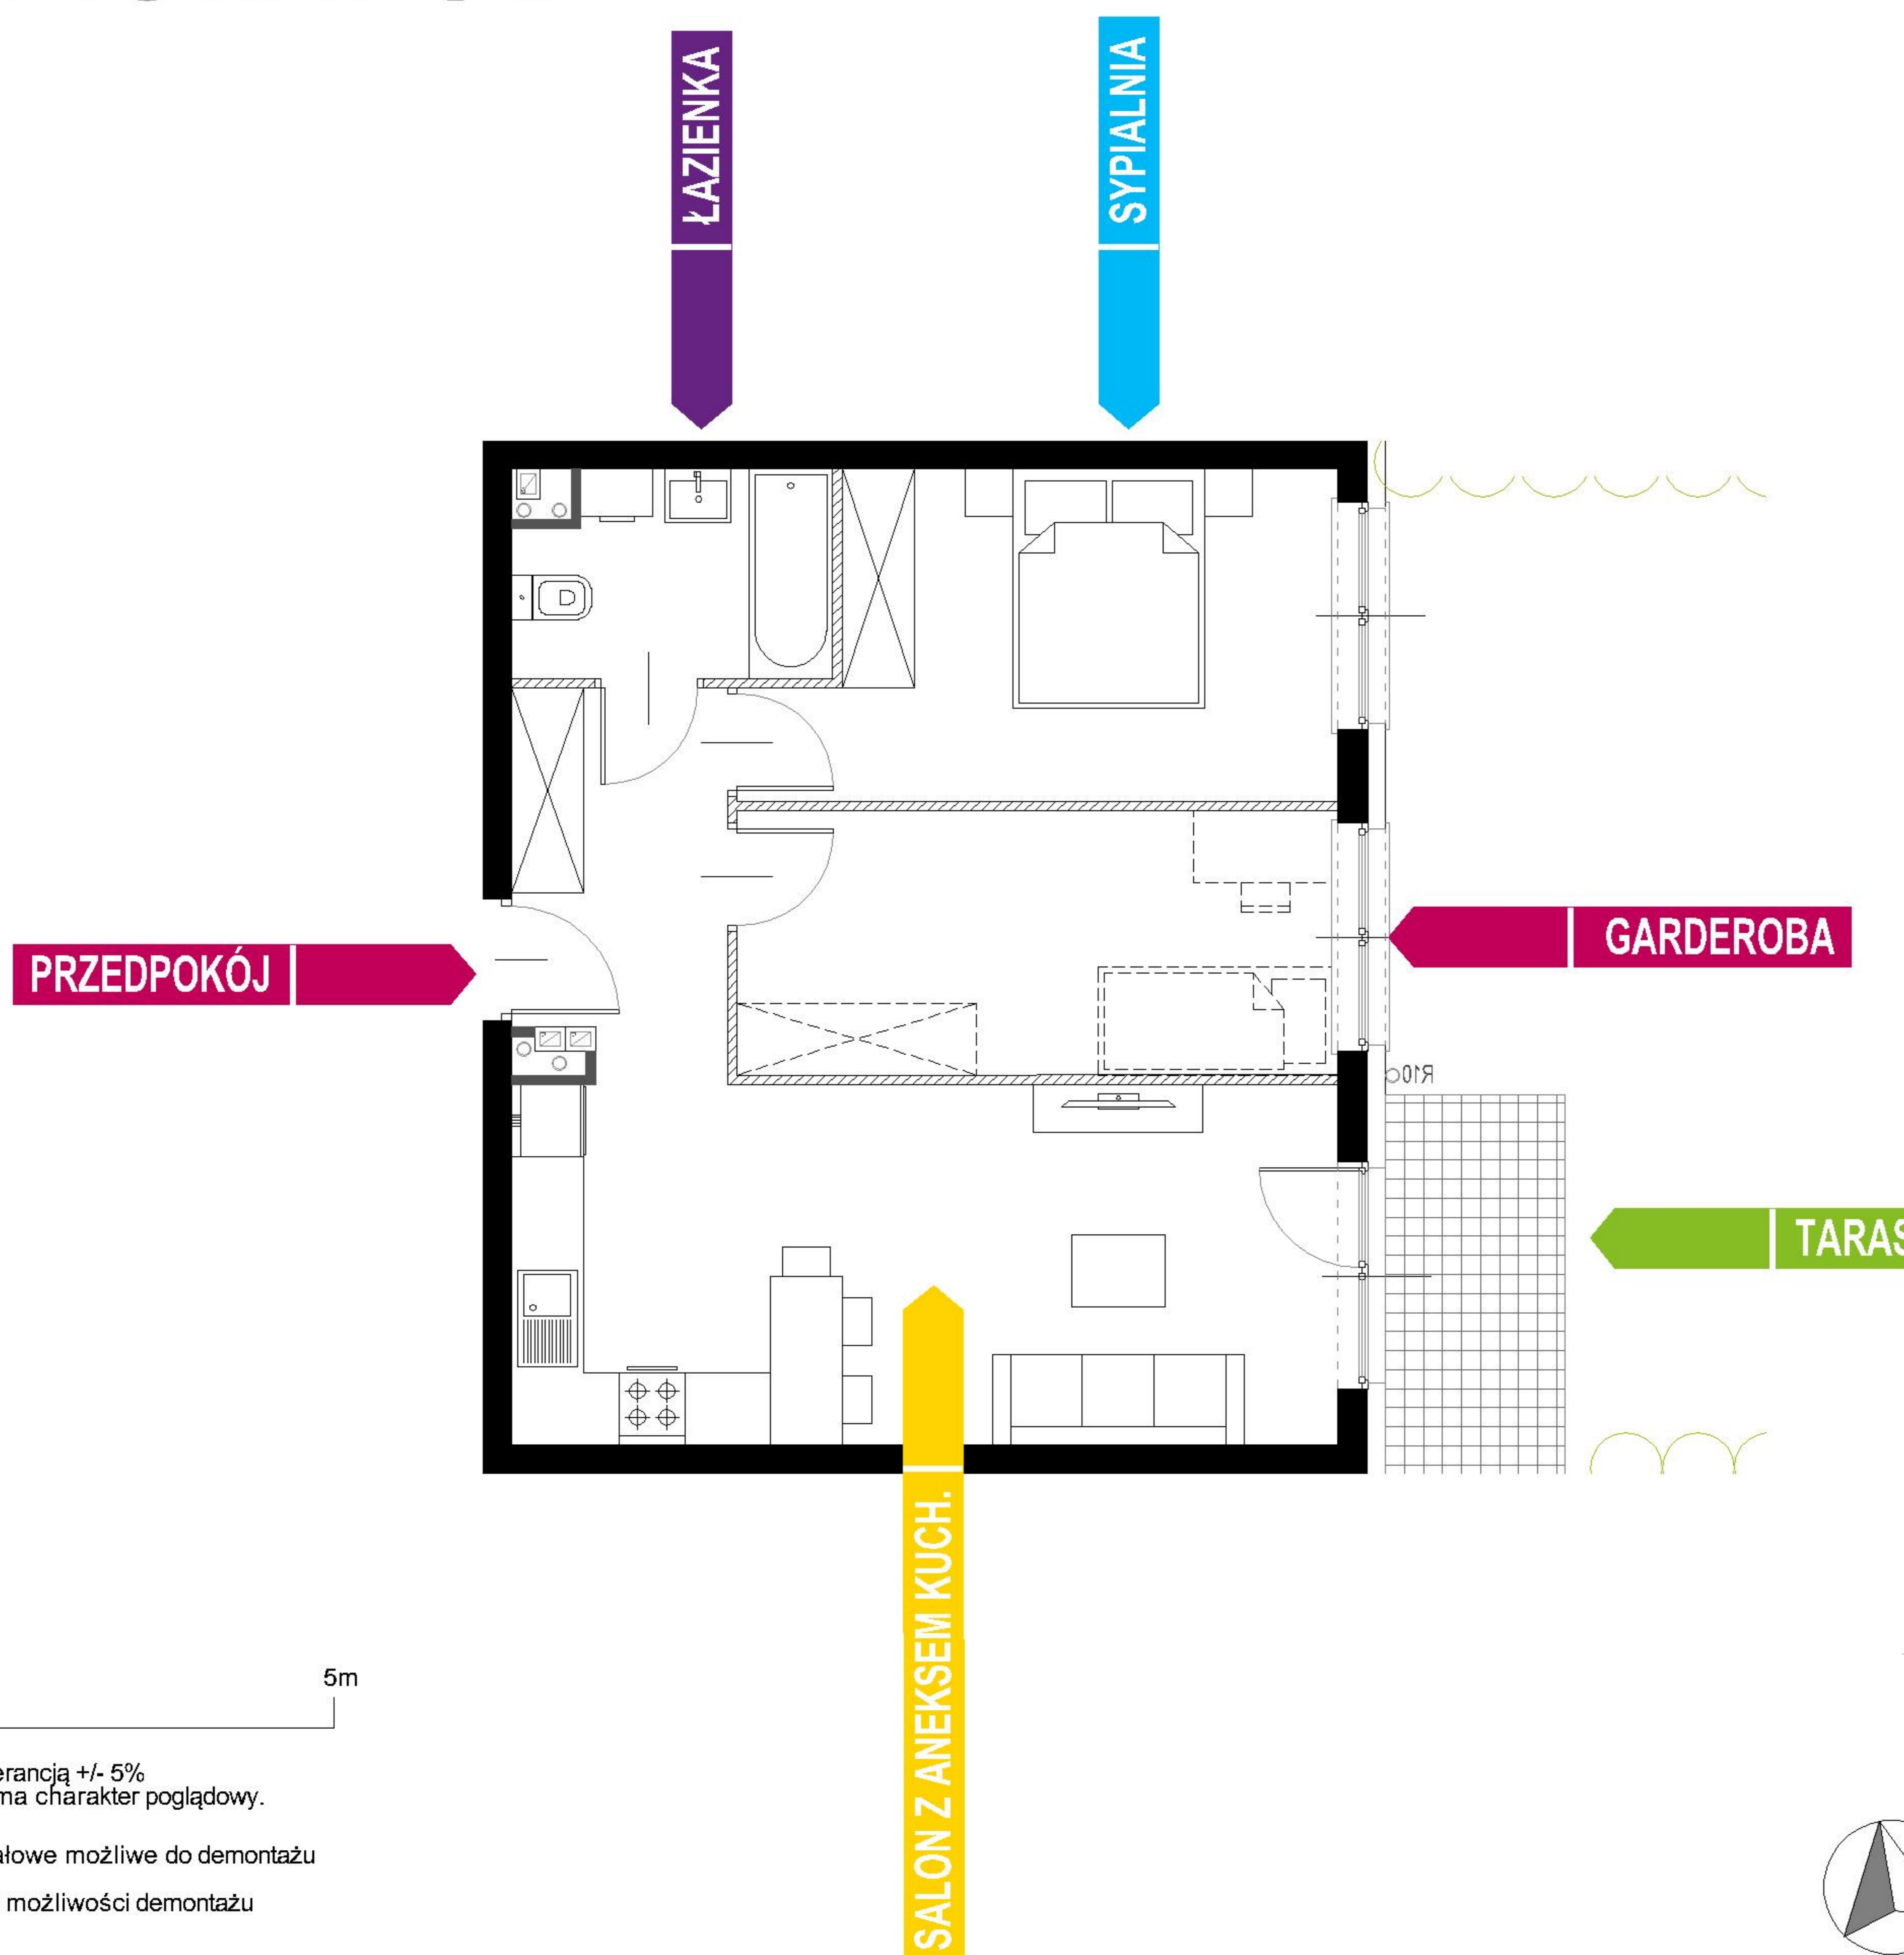 ŁAZIENKA
SYPIALNIA
PRZEDPOKÓJ
GARDEROBA
R10
TARAS
SALON Z ANEKSEM KUCH.
5m
erancją +/- 5%
ma charakter poglądowy.
ałowe możliwe do demontażu
możliwości demontażu